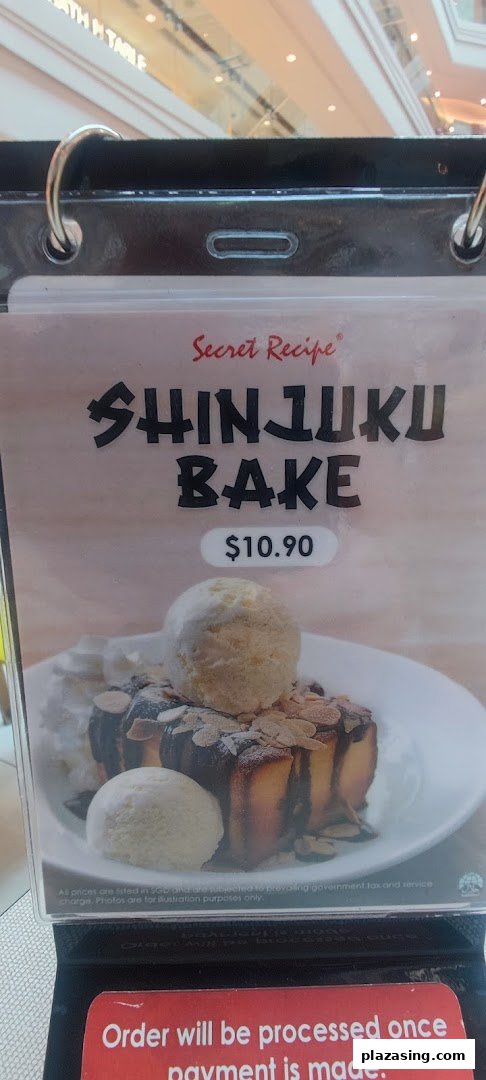 TABLE
Secret Recipe®
SHINJUKU
BAKE
$10.90
All prices are listed in SGD and are subjected to prevailing government tax and service
charge. Photos are for illustration purposes only.
Order will be processed once
payment is made.
plazasing.com